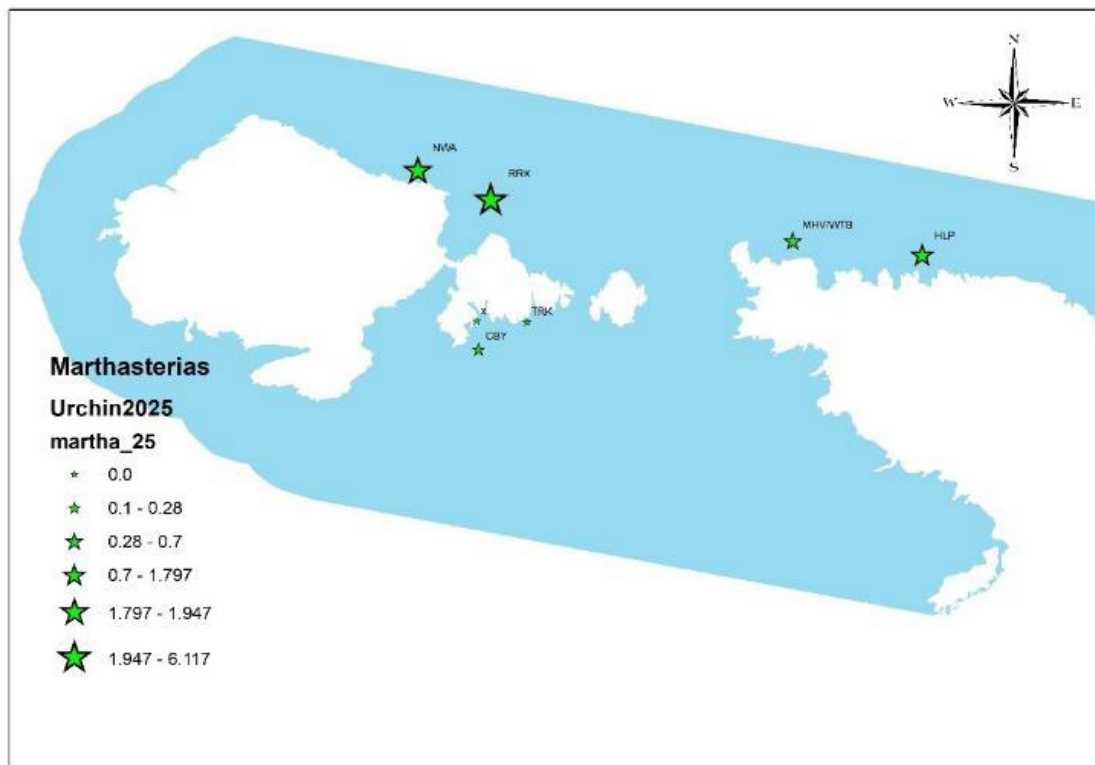 N
W E
S
NWA
RRK
MHV/WTB
HLP
X
TRK
CBY
Marthasterias
Urchin2025
martha_25
0.0
0.1 - 0.28
0.28 - 0.7
0.7 - 1.797
1.797 - 1.947
1.947 - 6.117